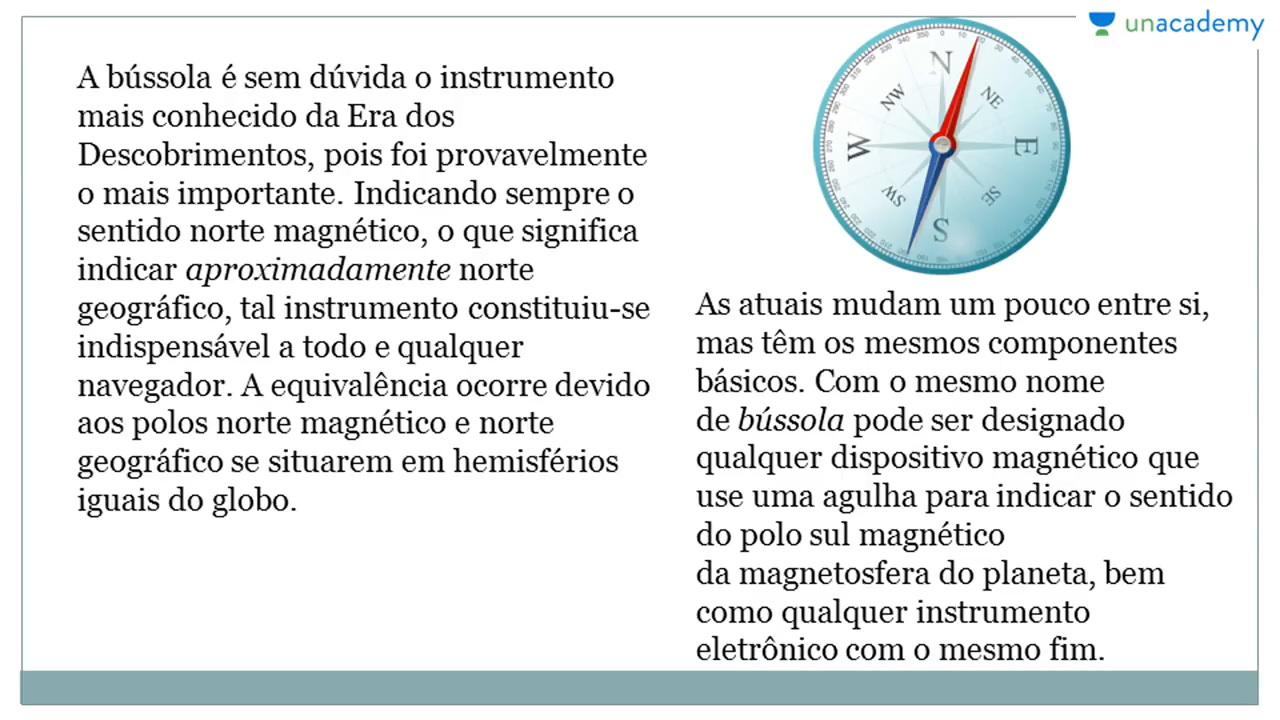 unacademy
A bússola é sem dúvida o instrumento
mais conhecido da Era dos
Descobrimentos, pois foi provavelmente
o mais importante. Indicando sempre o
sentido norte magnético, o que significa
indicar aproximadamente norte
geográfico, tal instrumento constituiu-se
indispensável a todo e qualquer
navegador. A equivalência ocorre devido
aos polos norte magnético e norte
geográfico se situarem em hemisférios
iguais do globo.
N
NW
NE
W
E
SW
SE
S
As atuais mudam um pouco entre si,
mas têm os mesmos componentes
básicos. Com o mesmo nome
de bússola pode ser designado
qualquer dispositivo magnético que
use uma agulha para indicar o sentido
do polo sul magnético
da magnetosfera do planeta, bem
como qualquer instrumento
eletrônico com o mesmo fim.